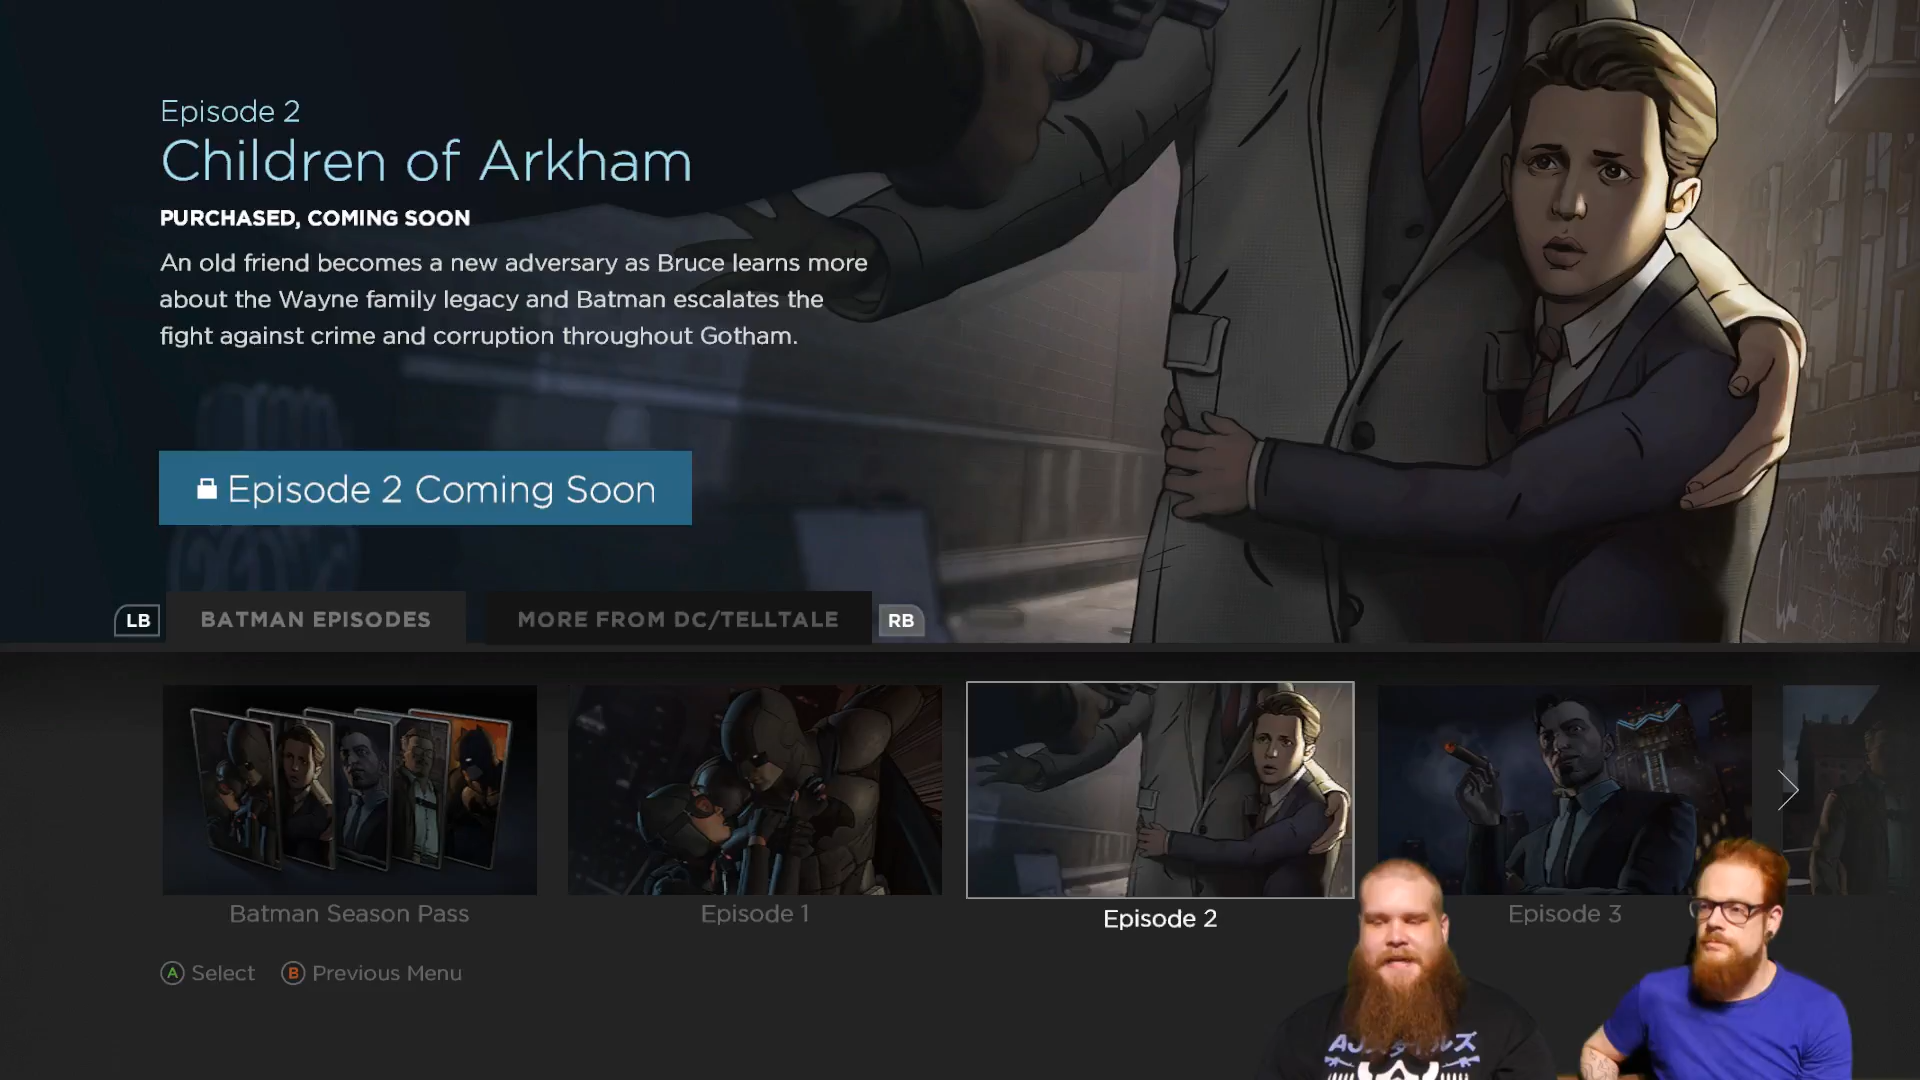 Episode 2
Children of Arkham
PURCHASED, COMING SOON
An old friend becomes a new adversary as Bruce learns more
about the Wayne family legacy and Batman escalates the
fight against crime and corruption throughout Gotham.
Episode 2 Coming Soon
LB
BATMAN EPISODES
MORE FROM DC/TELLTALE
RB
Batman Season Pass
Episode 1
Episode 2
Episode 3
A Select
B Previous Menu